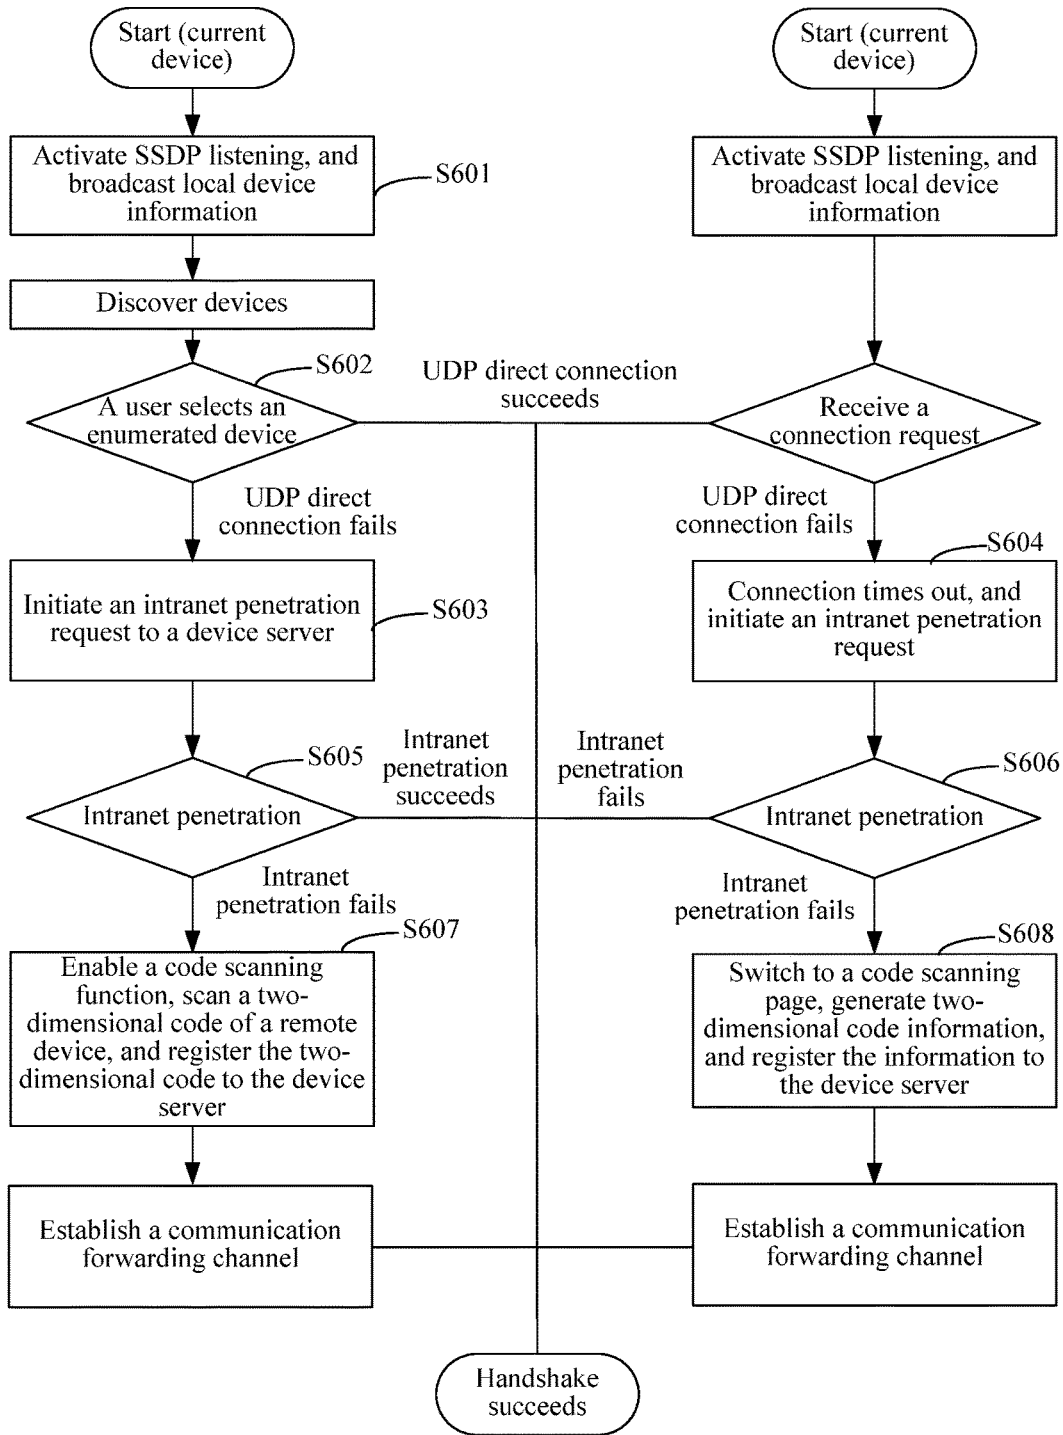 Start (current
device)
Start (current
device)
Activate SSDP listening, and
broadcast local device
information
S601
Activate SSDP listening, and
broadcast local device
information
Discover devices
S602
A user selects an
enumerated device
UDP direct connection
succeeds
Receive a
connection request
UDP direct
connection fails
UDP direct
connection fails
S604
Initiate an intranet penetration
request to a device server
S603
Connection times out, and
initiate an intranet penetration
request
S605
Intranet penetration
Intranet
penetration
succeeds
Intranet
penetration
fails
S606
Intranet penetration
Intranet
penetration fails
Intranet
penetration fails
S607
Enable a code scanning
function, scan a two-
dimensional code of a remote
device, and register the two-
dimensional code to the device
server
S608
Switch to a code scanning
page, generate two-
dimensional code information,
and register the information to
the device server
Establish a communication
forwarding channel
Establish a communication
forwarding channel
Handshake
succeeds